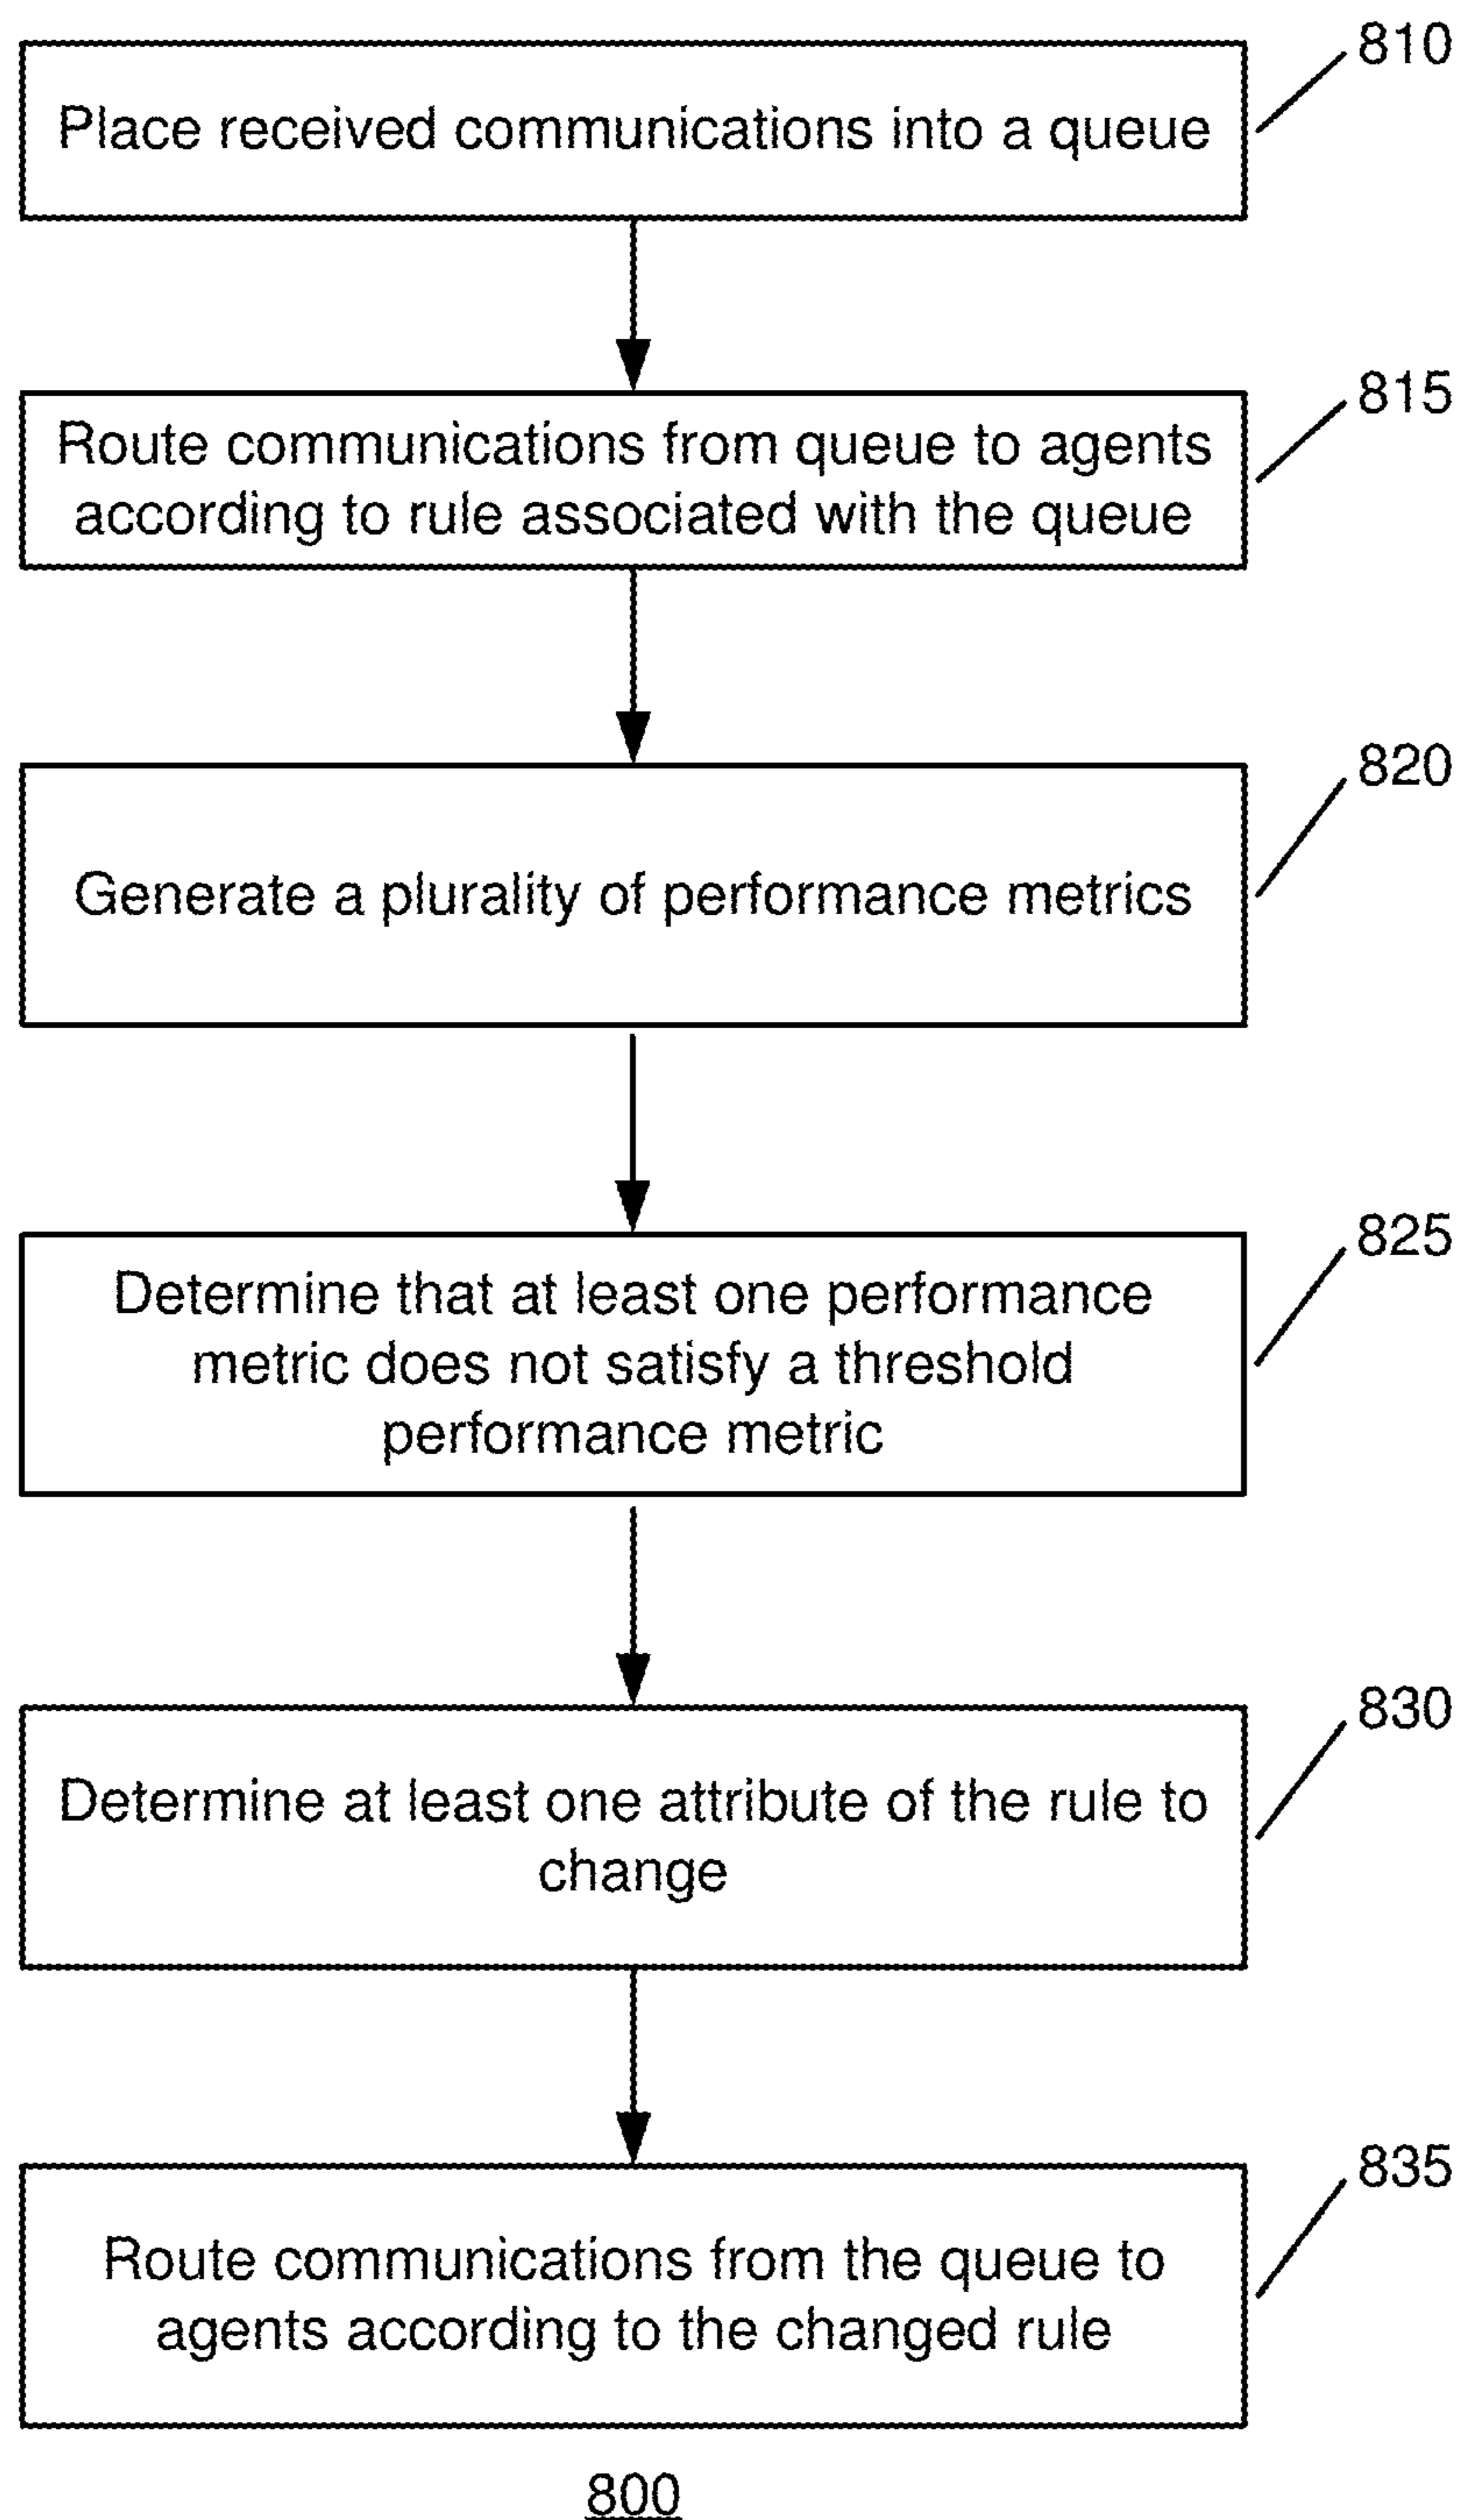 810
Place received communications into a queue
815
Route communications from queue to agents
according to rule associated with the queue
820
Generate a plurality of performance metrics
825
Determine that at least one performance
metric does not satisfy a threshold
performance metric
830
Determine at least one attribute of the rule to
change
835
Route communications from the queue to
agents according to the changed rule
800